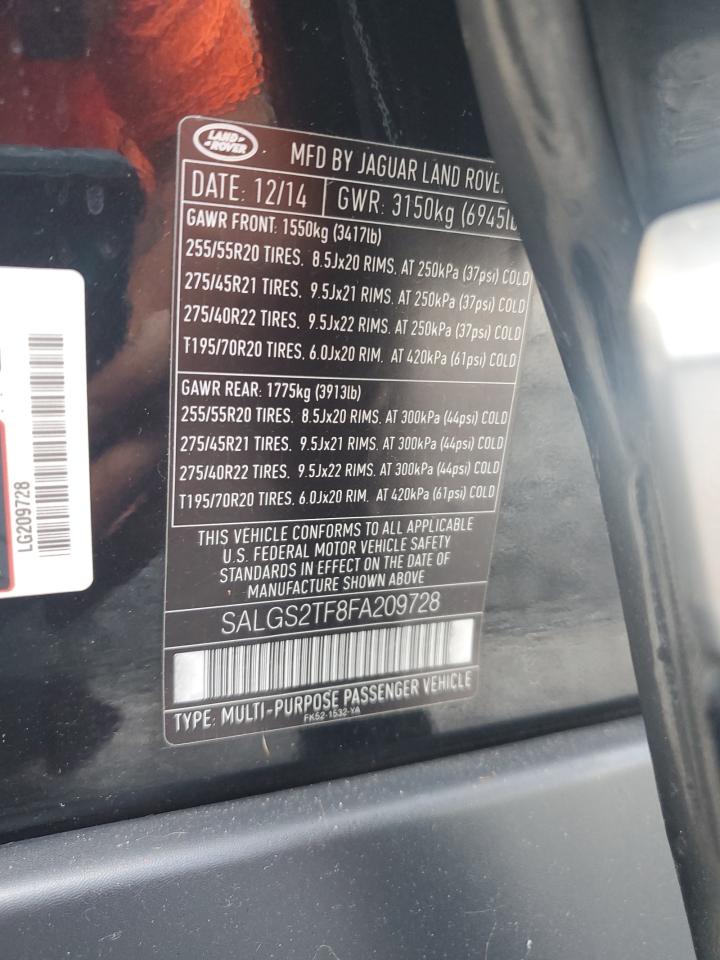 LAND
ROVER
MFD BY JAGUAR LAND ROVER
DATE: 12/14 GWR: 3150kg (6945lb
GAWR FRONT: 1550kg (3417lb)
255/55R20 TIRES. 8.5Jx20 RIMS. AT 250kPa (37psi) COLD
275/45R21 TIRES. 9.5Jx21 RIMS. AT 250kPa (37psi) COLD
275/40R22 TIRES. 9.5Jx22 RIMS. AT 250kPa (37psi) COLD
T195/70R20 TIRES. 6.0Jx20 RIM. AT 420kPa (61psi) COLD
GAWR REAR: 1775kg (3913lb)
255/55R20 TIRES. 8.5Jx20 RIMS. AT 300kPa (44psi) COLD
275/45R21 TIRES. 9.5Jx21 RIMS. AT 300kPa (44psi) COLD
275/40R22 TIRES. 9.5Jx22 RIMS. AT 300kPa (44psi) COLD
T195/70R20 TIRES. 6.0Jx20 RIM. AT 420kPa (61psi) COLD
THIS VEHICLE CONFORMS TO ALL APPLICABLE
U.S. FEDERAL MOTOR VEHICLE SAFETY
STANDARDS IN EFFECT ON THE DATE OF
MANUFACTURE SHOWN ABOVE
SALGS2TF8FA209728
TYPE: MULTI-PURPOSE PASSENGER VEHICLE
FK52-1532-YA
LG209728